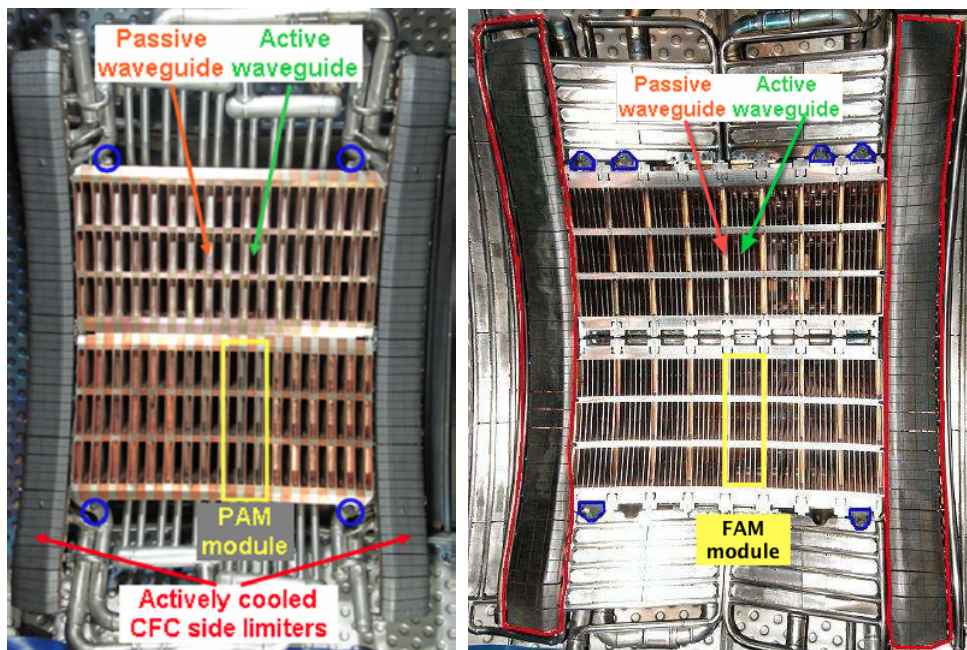 Passive
waveguide
Active
waveguide
PAM
module
Actively cooled
CFC side limiters
Passive
waveguide
Active
waveguide
FAM
module